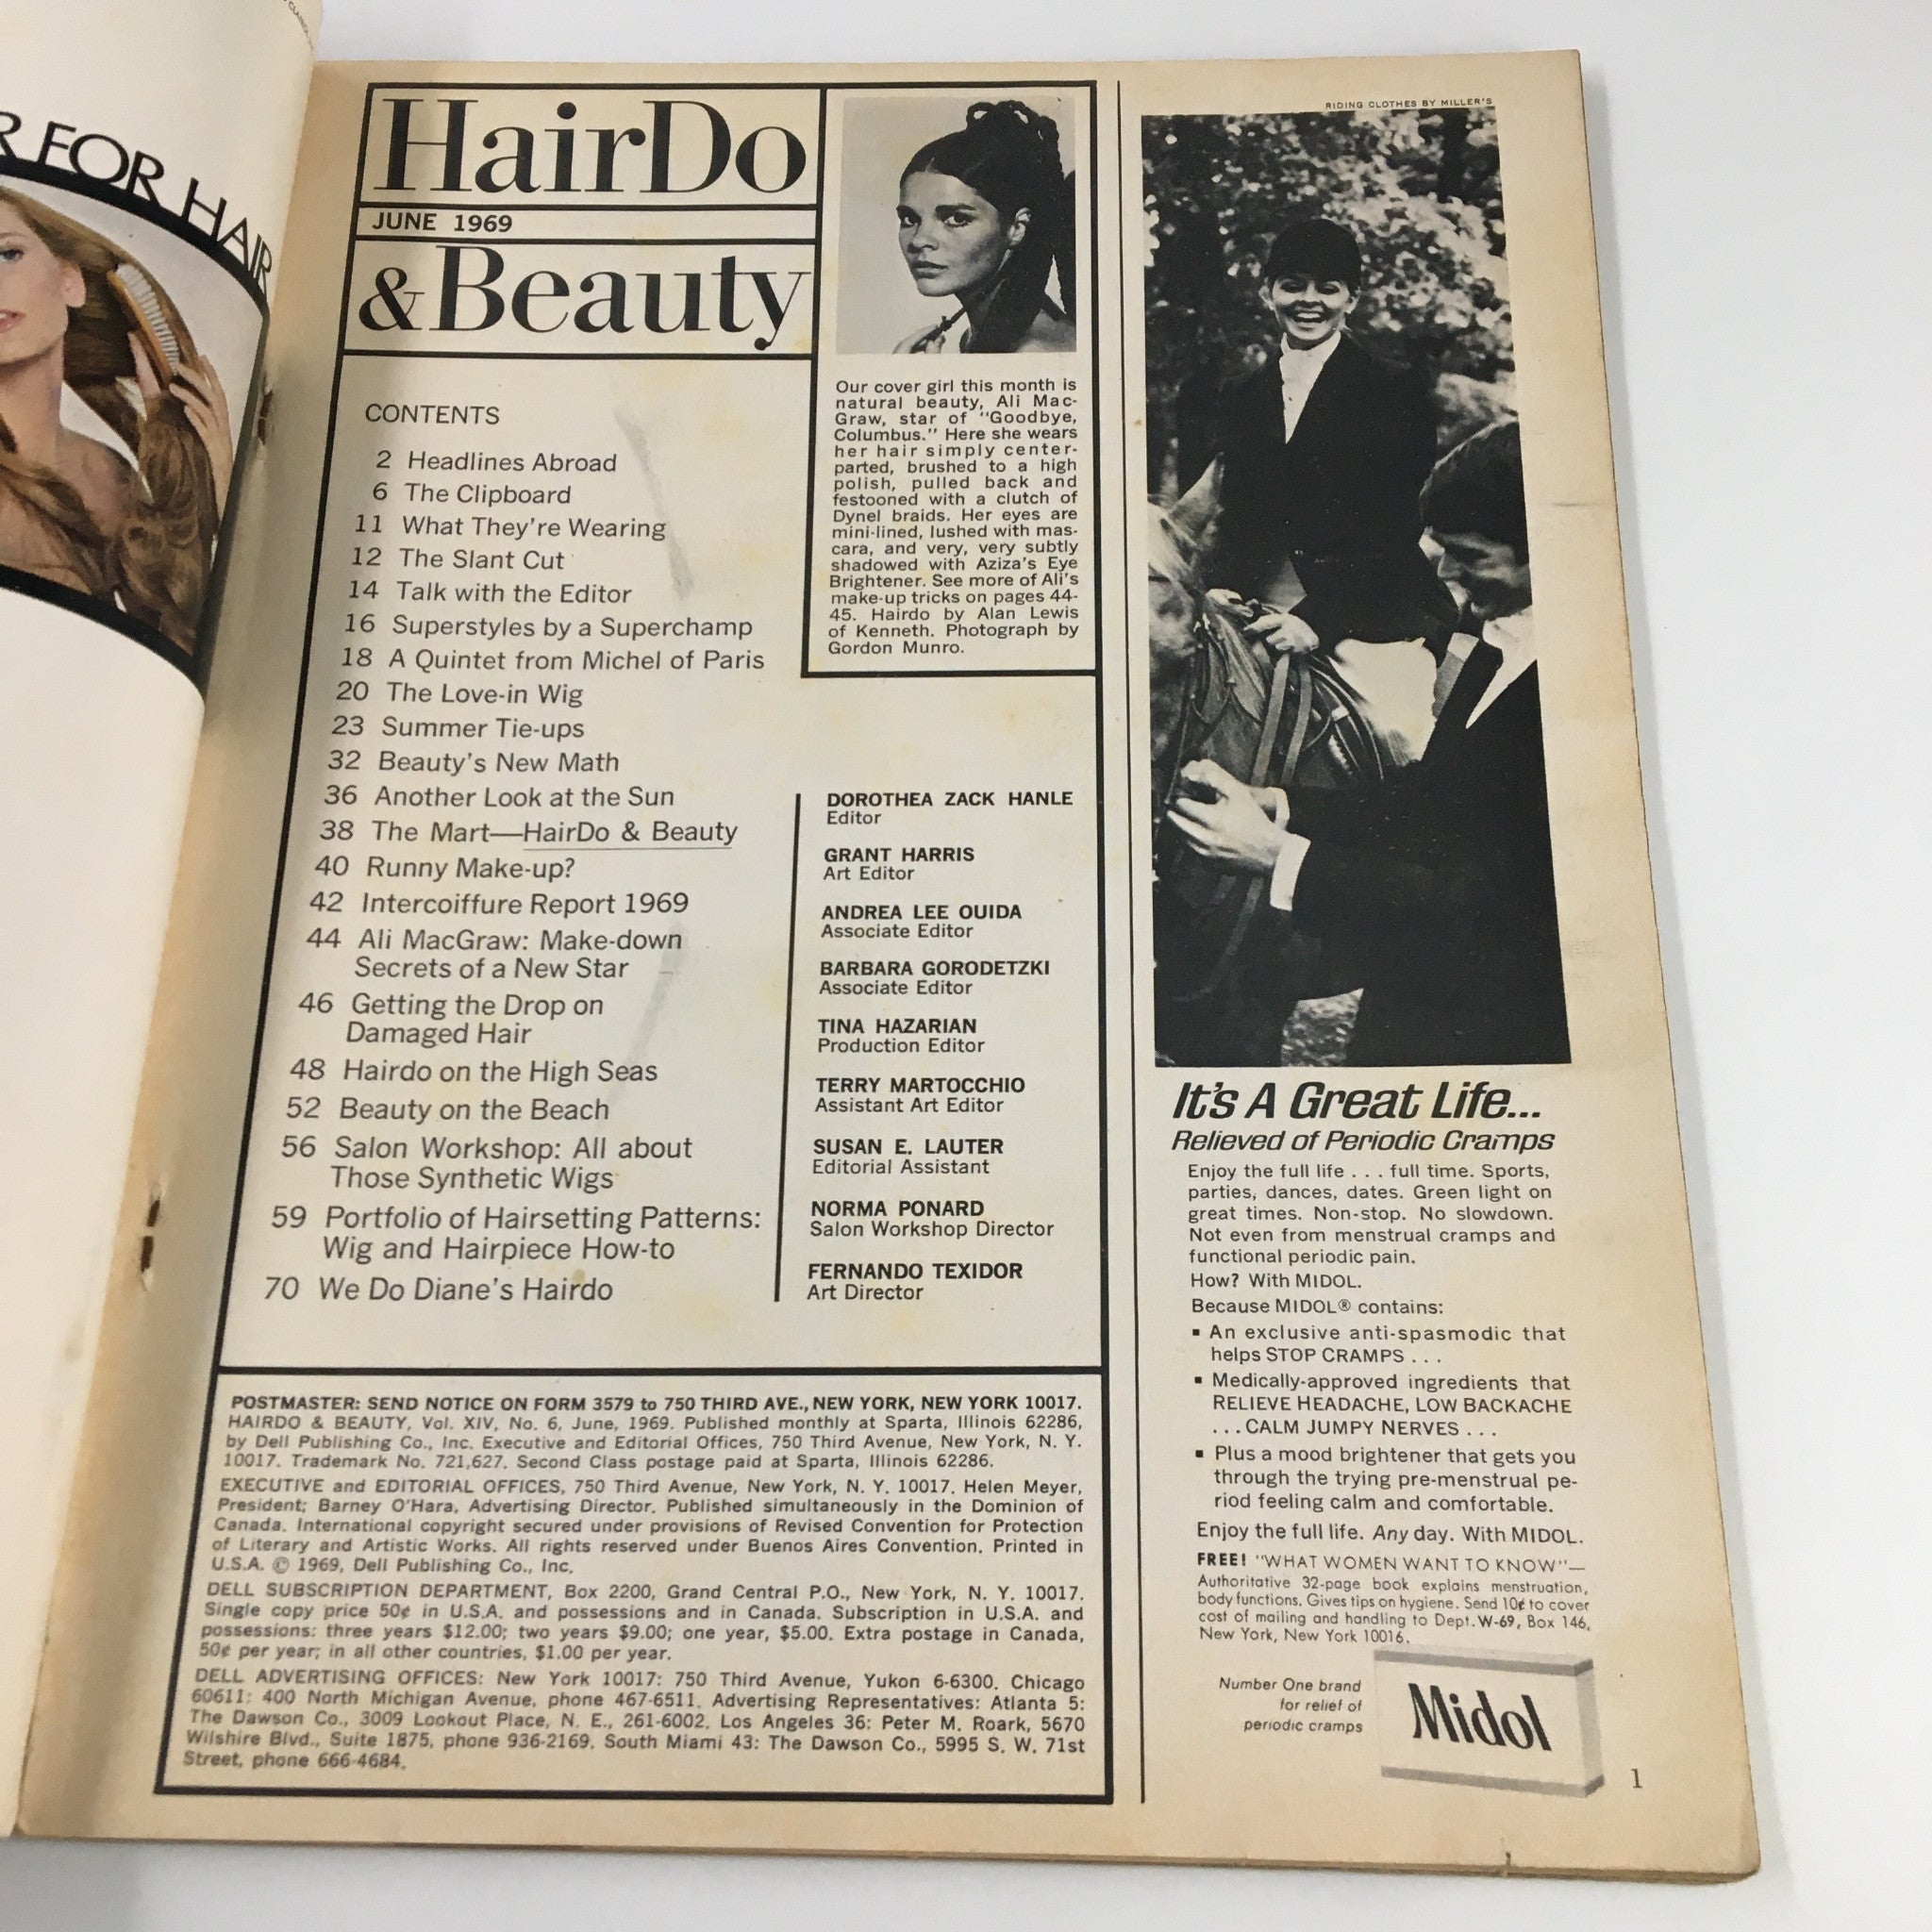 R FOR HAIR
HairDo
JUNE 1969
&Beauty
CONTENTS
2 Headlines Abroad
6 The Clipboard
11 What They're Wearing
12 The Slant Cut
14 Talk with the Editor
16 Superstyles by a Superchamp
18 A Quintet from Michel of Paris
20 The Love-in Wig
23 Summer Tie-ups
32 Beauty's New Math
36 Another Look at the Sun
38 The Mart—HairDo & Beauty
40 Runny Make-up?
42 Intercoiffure Report 1969
44 Ali MacGraw: Make-down
Secrets of a New Star
46 Getting the Drop on
Damaged Hair
48 Hairdo on the High Seas
52 Beauty on the Beach
56 Salon Workshop: All about
Those Synthetic Wigs
59 Portfolio of Hairsetting Patterns:
Wig and Hairpiece How-to
70 We Do Diane's Hairdo
Our cover girl this month is
natural beauty, Ali Mac-
Graw, star of "Goodbye,
Columbus." Here she wears
her hair simply center-
parted, brushed to a high
polish, pulled back and
festooned with a clutch of
Dynel braids. Her eyes are
mini-lined, lushed with mas-
cara, and very, very subtly
shadowed with Aziza's Eye
Brightener. See more of Ali's
make-up tricks on pages 44-
45. Hairdo by Alan Lewis
of Kenneth. Photograph by
Gordon Munro.
DOROTHEA ZACK HANLE
Editor
GRANT HARRIS
Art Editor
ANDREA LEE OUIDA
Associate Editor
BARBARA GORODETZKI
Associate Editor
TINA HAZARIAN
Production Editor
TERRY MARTOCCHIO
Assistant Art Editor
SUSAN E. LAUTER
Editorial Assistant
NORMA PONARD
Salon Workshop Director
FERNANDO TEXIDOR
Art Director
POSTMASTER: SEND NOTICE ON FORM 3579 to 750 THIRD AVE., NEW YORK, NEW YORK 10017.
HAIRDO & BEAUTY, Vol. XIV, No. 6, June, 1969. Published monthly at Sparta, Illinois 62286,
by Dell Publishing Co., Inc. Executive and Editorial Offices, 750 Third Avenue, New York, N. Y.
10017. Trademark No. 721,627. Second Class postage paid at Sparta, Illinois 62286.
EXECUTIVE and EDITORIAL OFFICES, 750 Third Avenue, New York, N. Y. 10017. Helen Meyer,
President; Barney O'Hara, Advertising Director. Published simultaneously in the Dominion of
Canada. International copyright secured under provisions of Revised Convention for Protection
of Literary and Artistic Works. All rights reserved under Buenos Aires Convention. Printed in
U.S.A. © 1969, Dell Publishing Co., Inc.
DELL SUBSCRIPTION DEPARTMENT, Box 2200, Grand Central P.O., New York, N. Y. 10017.
Single copy price 50¢ in U.S.A. and possessions and in Canada. Subscription in U.S.A. and
possessions: three years $12.00; two years $9.00; one year, $5.00. Extra postage in Canada,
50¢ per year; in all other countries, $1.00 per year.
DELL ADVERTISING OFFICES: New York 10017: 750 Third Avenue, Yukon 6-6300. Chicago
60611: 400 North Michigan Avenue, phone 467-6511. Advertising Representatives: Atlanta 5:
The Dawson Co., 3009 Lookout Place, N. E., 261-6002. Los Angeles 36: Peter M. Roark, 5670
Wilshire Blvd., Suite 1875, phone 936-2169. South Miami 43: The Dawson Co., 5995 S. W. 71st
Street, phone 666-4684.
RIDING CLOTHES BY MILLER'S
It's A Great Life...
Relieved of Periodic Cramps
Enjoy the full life . . . full time. Sports,
parties, dances, dates. Green light on
great times. Non-stop. No slowdown.
Not even from menstrual cramps and
functional periodic pain.
How? With MIDOL.
Because MIDOL® contains:
▪ An exclusive anti-spasmodic that
helps STOP CRAMPS . . .
▪ Medically-approved ingredients that
RELIEVE HEADACHE, LOW BACKACHE
. . . CALM JUMPY NERVES . . .
▪ Plus a mood brightener that gets you
through the trying pre-menstrual pe-
riod feeling calm and comfortable.
Enjoy the full life. Any day. With MIDOL.
FREE! "WHAT WOMEN WANT TO KNOW"—
Authoritative 32-page book explains menstruation,
body functions. Gives tips on hygiene. Send 10¢ to cover
cost of mailing and handling to Dept. W-69, Box 146,
New York, New York 10016.
Number One brand
for relief of
periodic cramps
Midol
1